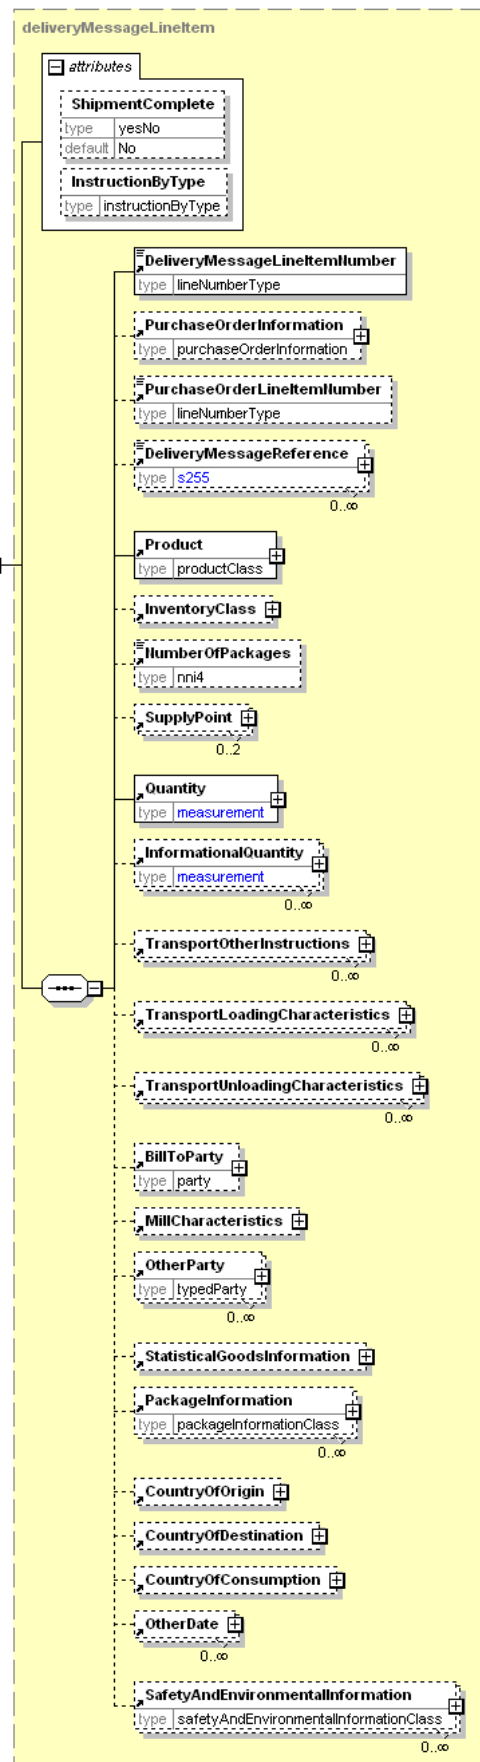 deliveryMessageLineItem
attributes
ShipmentComplete
type yesNo
default No
InstructionByType
type instructionByType
DeliveryMessageLineItemNumber
type lineNumberType
PurchaseOrderInformation
type purchaseOrderInformation
PurchaseOrderLineItemNumber
type lineNumberType
DeliveryMessageReference
type s255
0..∞
Product
type productClass
InventoryClass
NumberOfPackages
type nni4
SupplyPoint
0..2
Quantity
type measurement
InformationalQuantity
type measurement
0..∞
TransportOtherInstructions
0..∞
TransportLoadingCharacteristics
0..∞
TransportUnloadingCharacteristics
0..∞
BillToParty
type party
MillCharacteristics
OtherParty
type typedParty
0..∞
StatisticalGoodsInformation
PackageInformation
type packageInformationClass
0..∞
CountryOfOrigin
CountryOfDestination
CountryOfConsumption
OtherDate
0..∞
SafetyAndEnvironmentalInformation
type safetyAndEnvironmentalInformationClass
0..∞